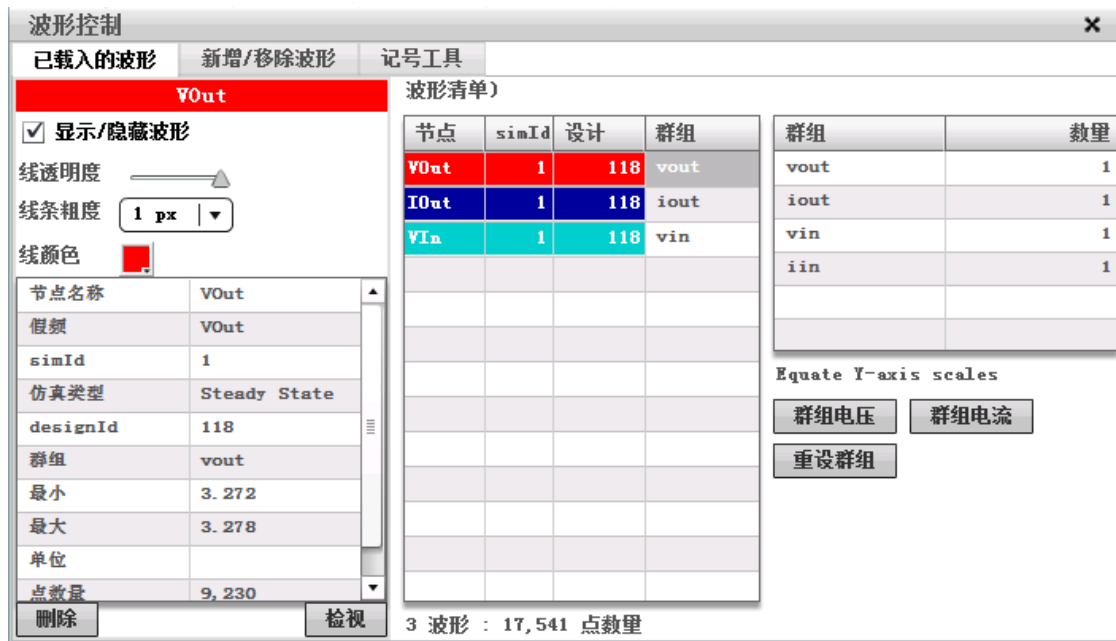 波形控制
已载入的波形 新增/移除波形 记号工具
VOut
显示/隐藏波形
线透明度
线条粗度 1 px
线颜色
节点名称 VOut
假频 VOut
simId 1
仿真类型 Steady State
designId 118
群组 vout
最小 3.272
最大 3.278
单位
点数量 9,230
删除 检视
波形清单)
节点 simId 设计 群组
VOut 1 118 vout
IOut 1 118 iout
VIn 1 118 vin
3 波形 : 17,541 点数量
群组 数里
vout 1
iout 1
vin 1
iin 1
Equate Y-axis scales
群组电压 群组电流
重设群组